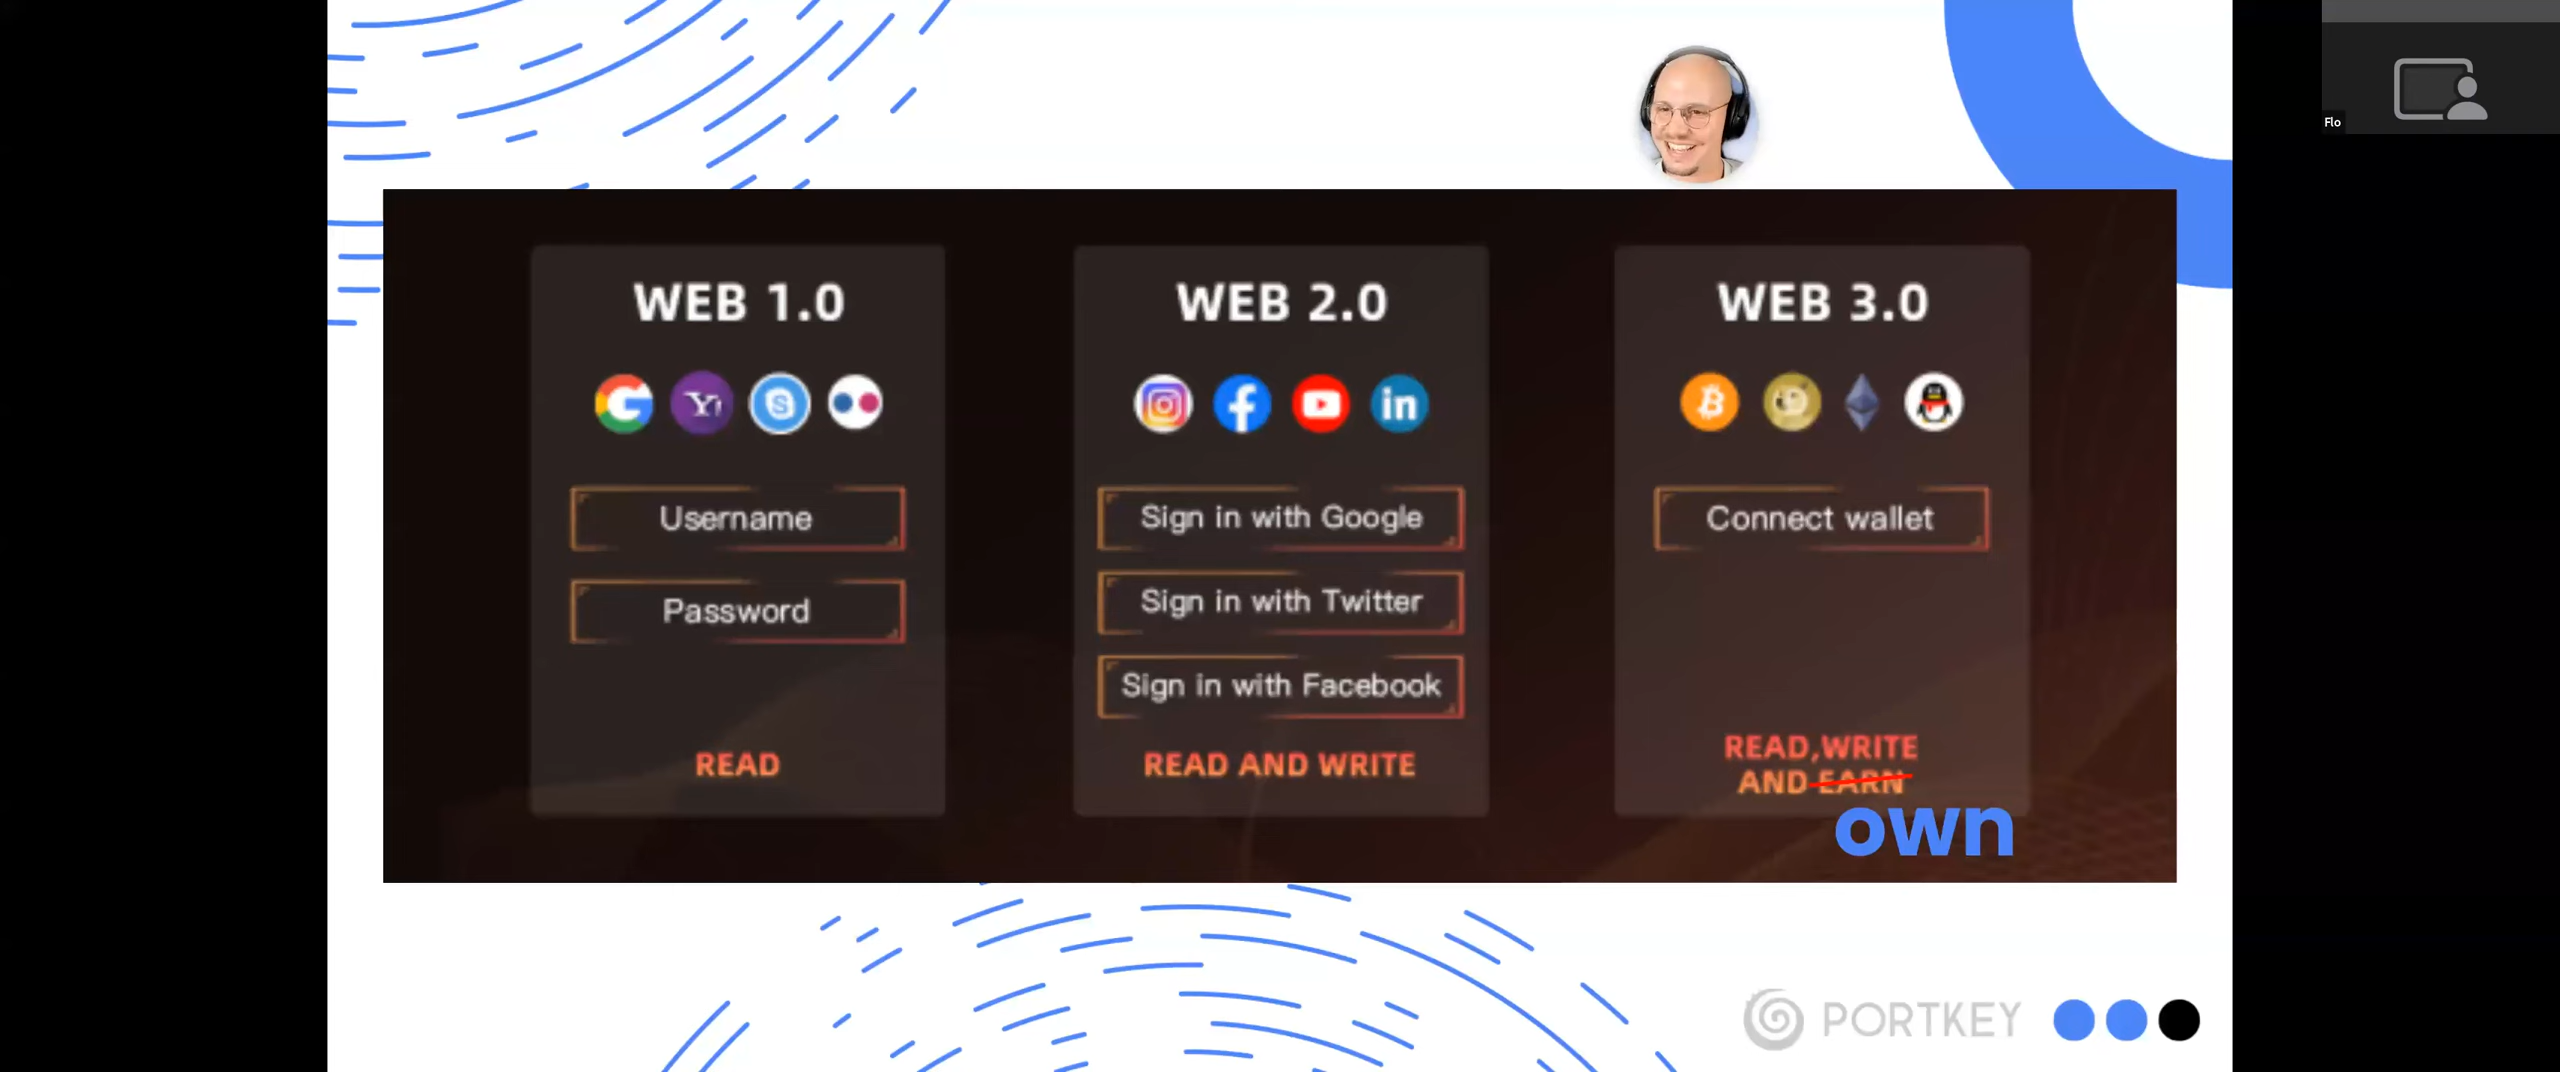 Flo
WEB 1.0
Username
Password
READ
WEB 2.0
Sign in with Google
Sign in with Twitter
Sign in with Facebook
READ AND WRITE
WEB 3.0
Connect wallet
READ,WRITE
AND EARN
own
PORTKEY